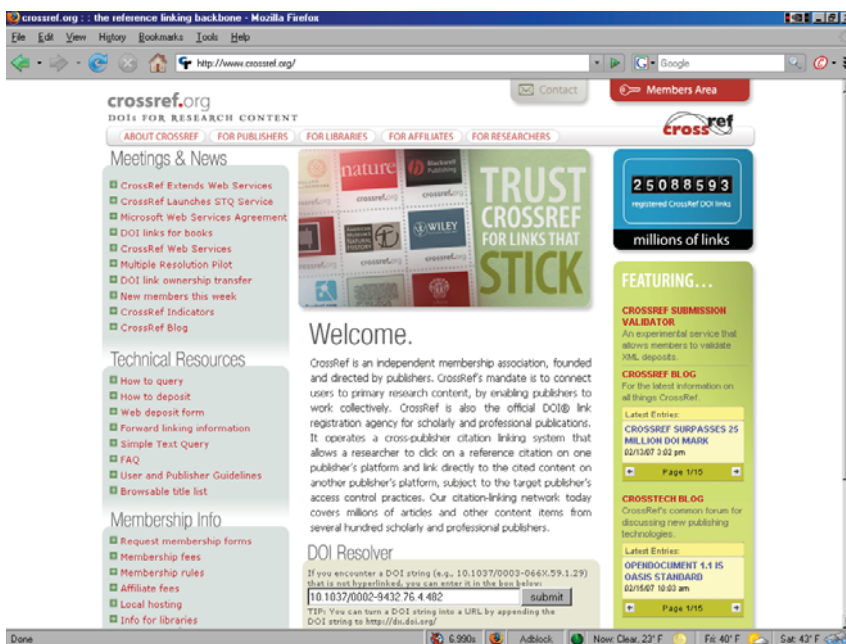 crossref.org : : the reference linking backbone - Mozilla Firefox
File Edit View History Bookmarks Tools Help
http://www.crossref.org/
Google
Contact
Members Area
crossref.org
DOIs FOR RESEARCH CONTENT
crossref
ABOUT CROSSREF
FOR PUBLISHERS
FOR LIBRARIES
FOR AFFILIATES
FOR RESEARCHERS
Meetings & News
CrossRef Extends Web Services
CrossRef Launches STQ Service
Microsoft Web Services Agreement
DOI links for books
CrossRef Web Services
Multiple Resolution Pilot
DOI link ownership transfer
New members this week
CrossRef Indicators
CrossRef Blog
Technical Resources
How to query
How to deposit
Web deposit form
Forward linking information
Simple Text Query
FAQ
User and Publisher Guidelines
Browsable title list
Membership Info
Request membership forms
Membership fees
Membership rules
Affiliate fees
Local hosting
Info for libraries
nature
Blackwell
Publishing
crossref.org
crossref.org
WILEY
crossref.org
crossref.org
TRUST
CROSSREF
FOR LINKS THAT
STICK
Welcome.
CrossRef is an independent membership association, founded
and directed by publishers. CrossRef's mandate is to connect
users to primary research content, by enabling publishers to
work collectively. CrossRef is also the official DOI® link
registration agency for scholarly and professional publications.
It operates a cross-publisher citation linking system that
allows a researcher to click on a reference citation on one
publisher's platform and link directly to the cited content on
another publisher's platform, subject to the target publisher's
access control practices. Our citation-linking network today
covers millions of articles and other content items from
several hundred scholarly and professional publishers.
DOI Resolver
If you encounter a DOI string (e.g., 10.1037/0003-066X.59.1.29)
that is not hyperlinked, you can enter it in the box below:
10.1037/0002-9432.76.4.482
submit
TIP: You can turn a DOI string into a URL by appending the
DOI string to http://dx.doi.org/
25088593
registered CrossRef DOI links
millions of links
FEATURING...
CROSSREF SUBMISSION
VALIDATOR
An experimental service that
allows members to validate
XML deposits.
CROSSREF BLOG
For the latest information on
all things CrossRef.
Latest Entries:
CROSSREF SURPASSES 25
MILLION DOI MARK
02/13/07 3:02 pm
Page 1/15
CROSSTECH BLOG
CrossRef's common forum for
discussing new publishing
technologies.
Latest Entries:
OPENDOCUMENT 1.1 IS
OASIS STANDARD
02/15/07 10:03 am
Page 1/15
Done
6.990s
Adblock
Now: Clear, 23° F
Fri: 40° F
Sat: 43° F